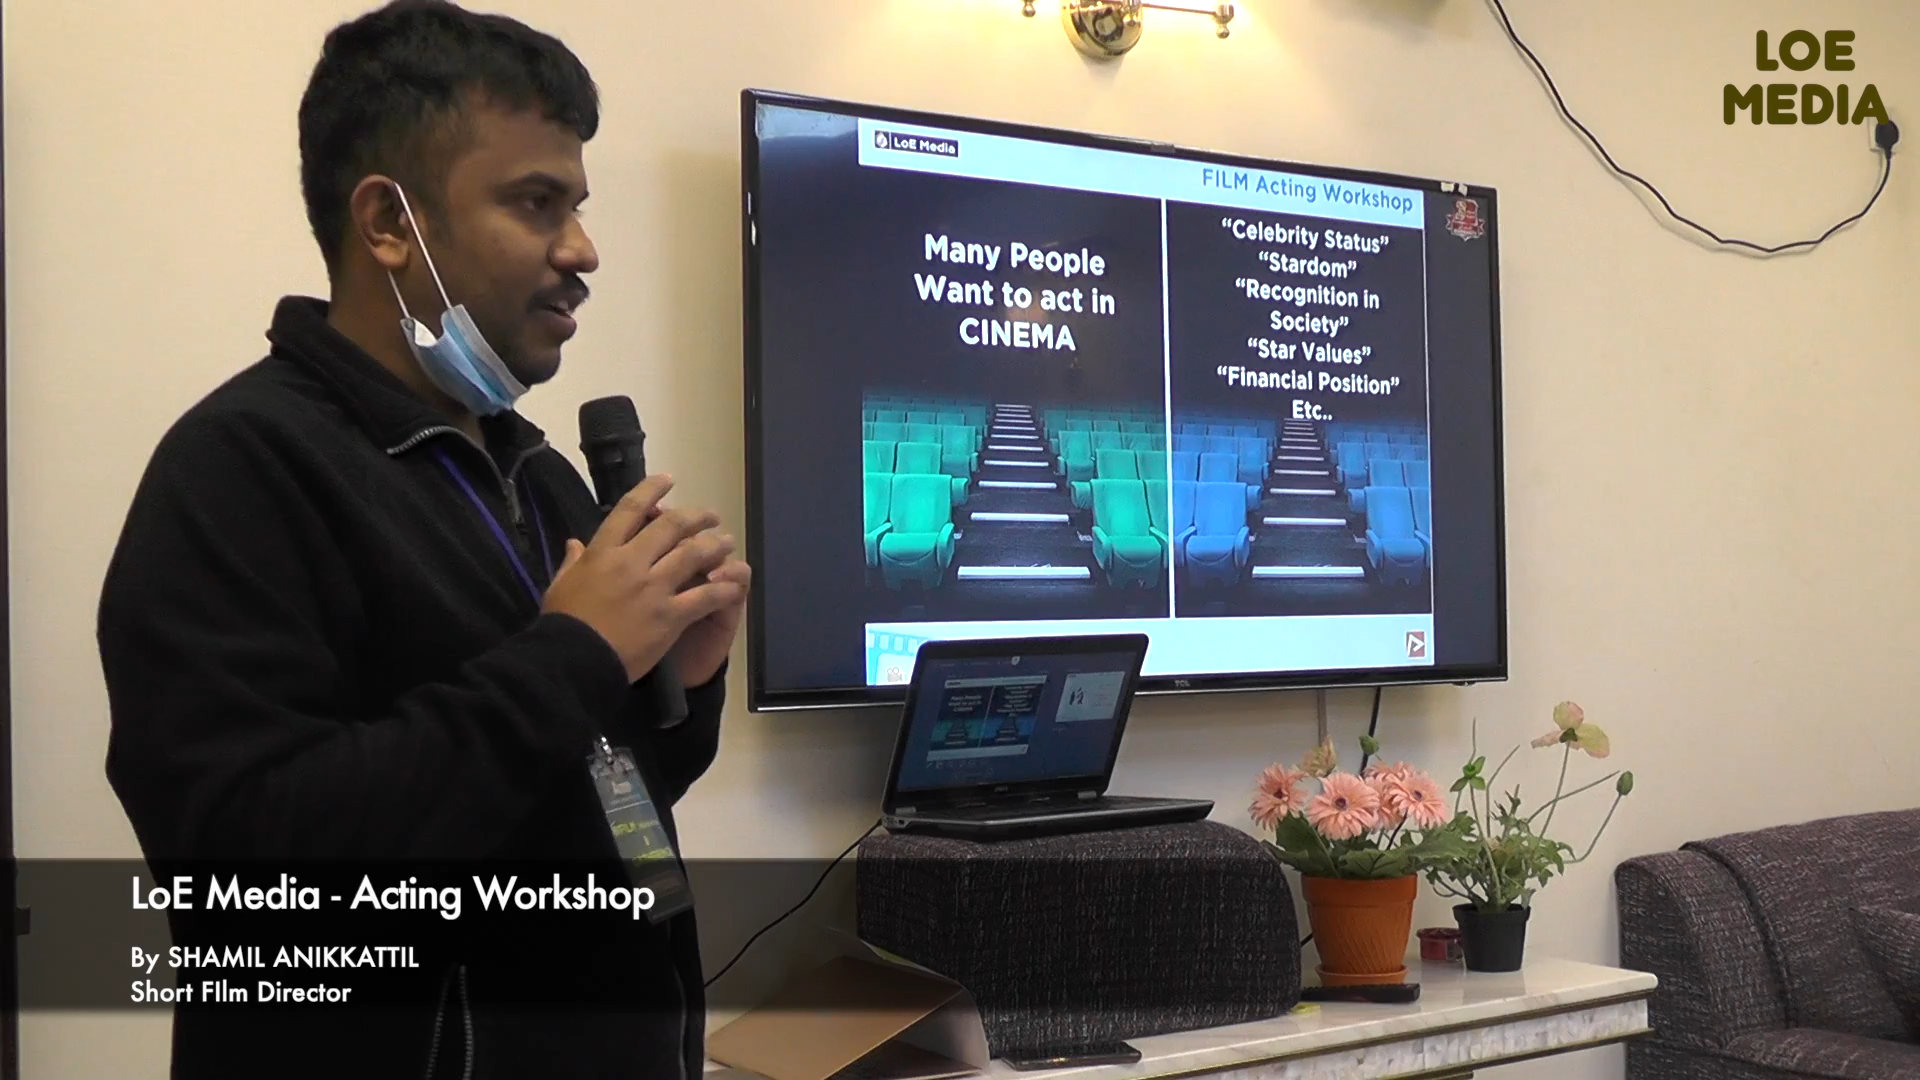 LOE
MEDIA
LoE Media
FILM Acting Workshop
Many People
Want to act in
CINEMA
“Celebrity Status”
“Stardom”
“Recognition in
Society”
“Star Values”
“Financial Position”
Etc..
TCL
LoE Media - Acting Workshop
By SHAMIL ANIKKATTIL
Short FIlm Director